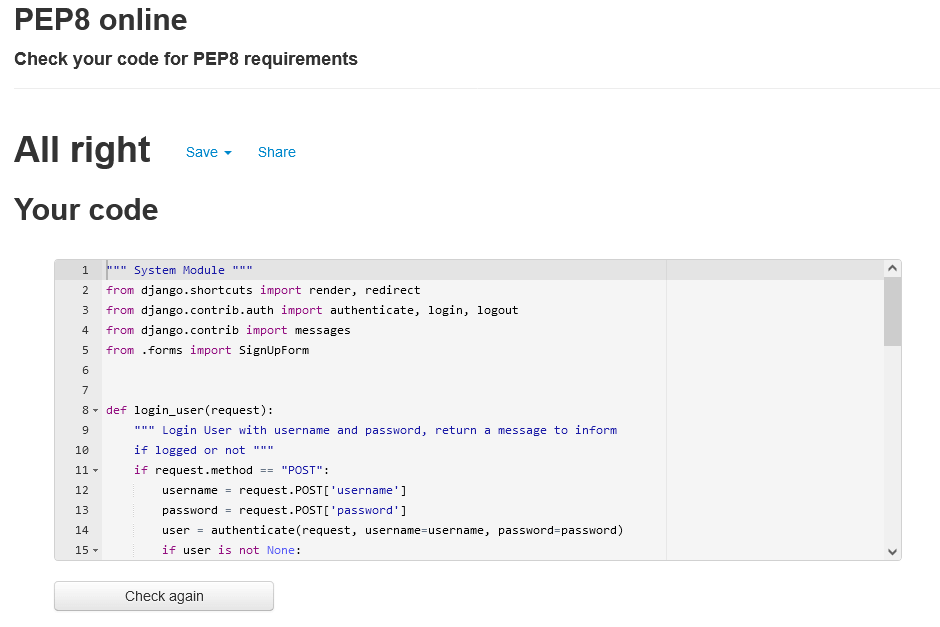 PEP8 online
Check your code for PEP8 requirements
All right Save Share
Your code
1 """ System Module """
2 from django.shortcuts import render, redirect
3 from django.contrib.auth import authenticate, login, logout
4 from django.contrib import messages
5 from .forms import SignUpForm
6
7
8 def login_user(request):
9 """ Login User with username and password, return a message to inform
10 if logged or not """
11 if request.method == "POST":
12 username = request.POST['username']
13 password = request.POST['password']
14 user = authenticate(request, username=username, password=password)
15 if user is not None:
Check again